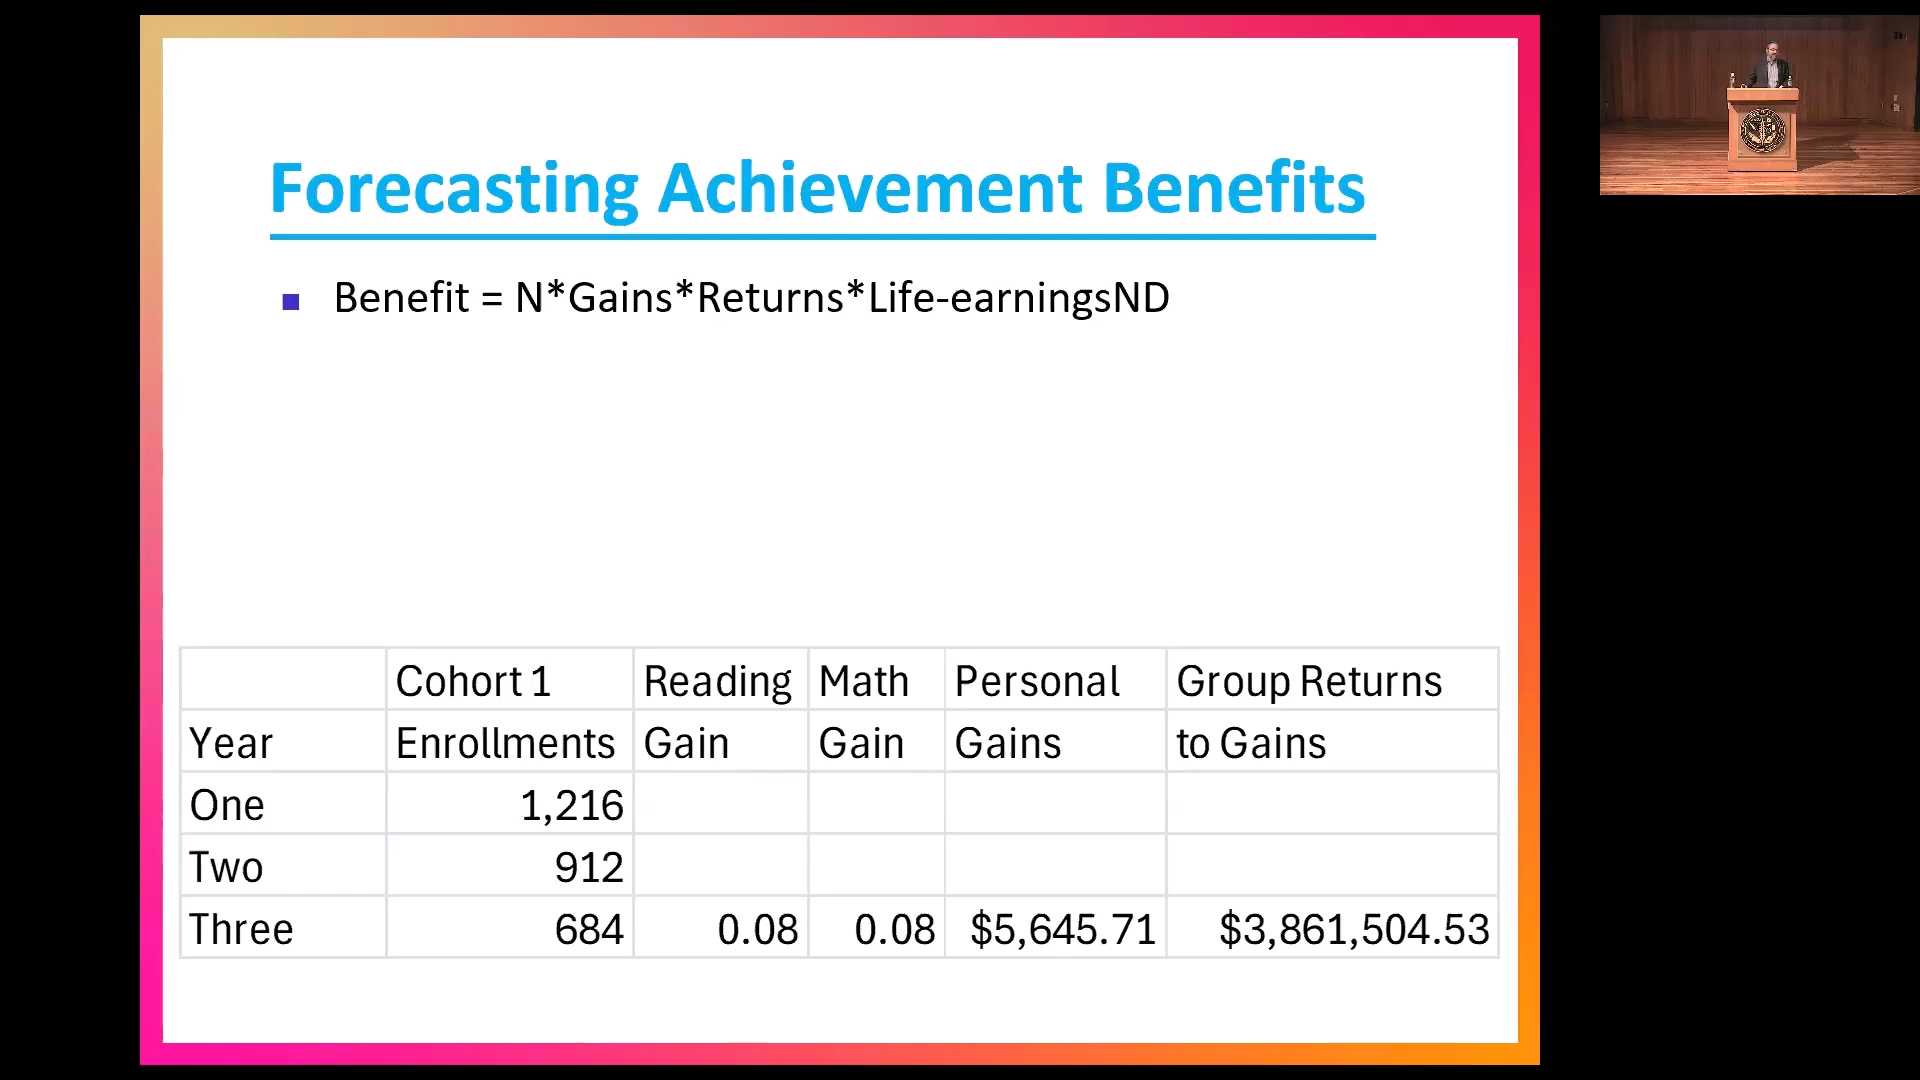 Forecasting Achievement Benefits
Benefit = N*Gains*Returns*Life-earningsND
Cohort 1 Reading Math Personal Group Returns
Year Enrollments Gain Gain Gains to Gains
One 1,216
Two 912
Three 684 0.08 0.08 $5,645.71 $3,861,504.53